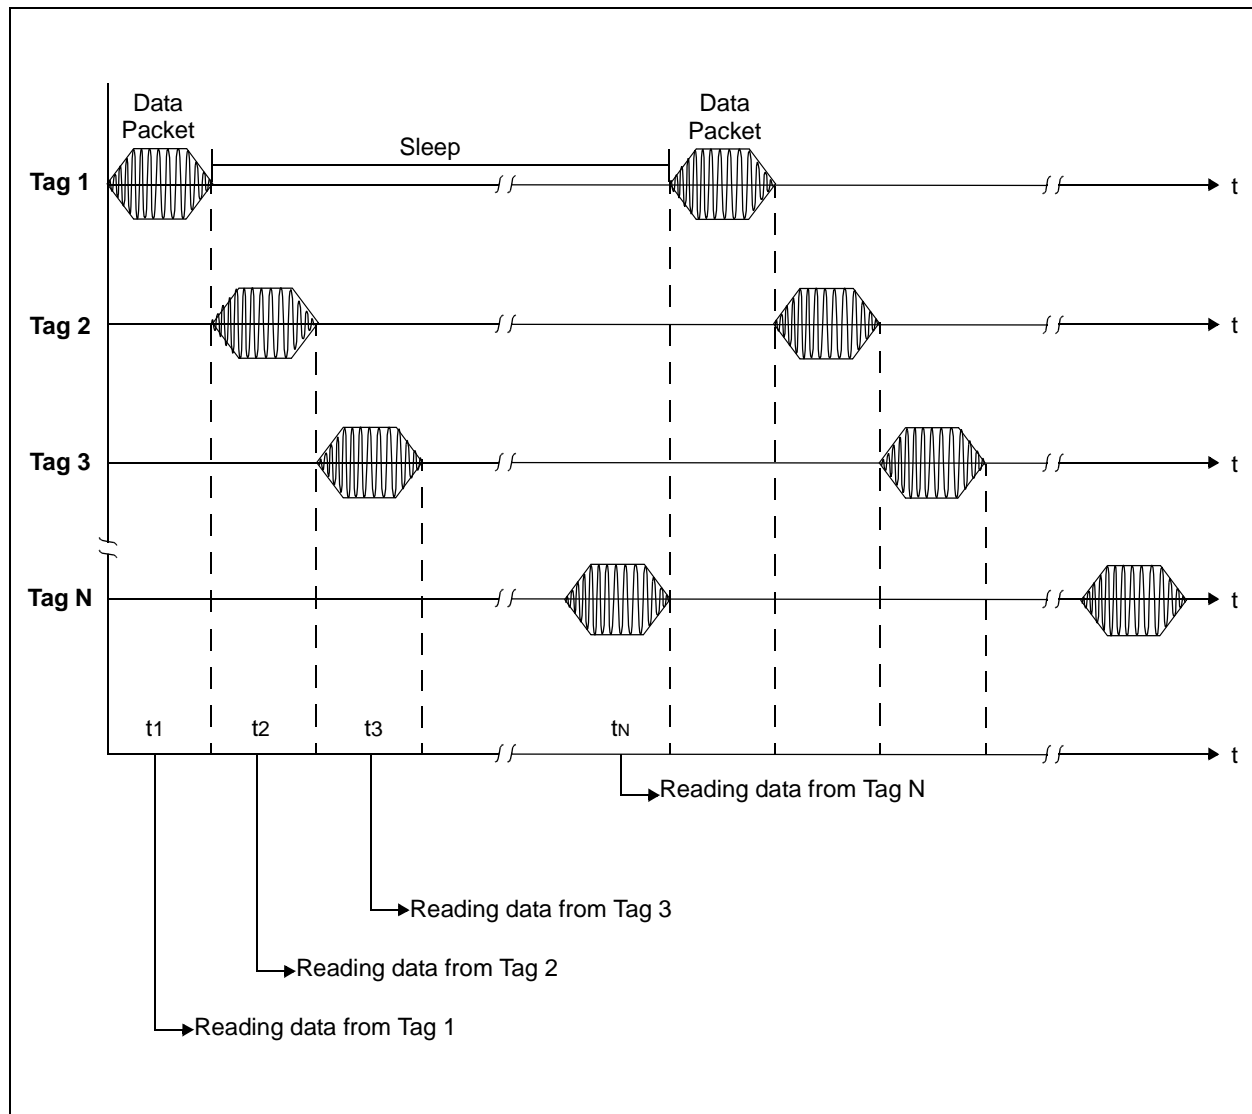 Data
Packet
Data
Packet
Sleep
Tag 1
t
Tag 2
t
Tag 3
t
Tag N
t
t1
t2
t3
tN
t
Reading data from Tag N
Reading data from Tag 3
Reading data from Tag 2
Reading data from Tag 1